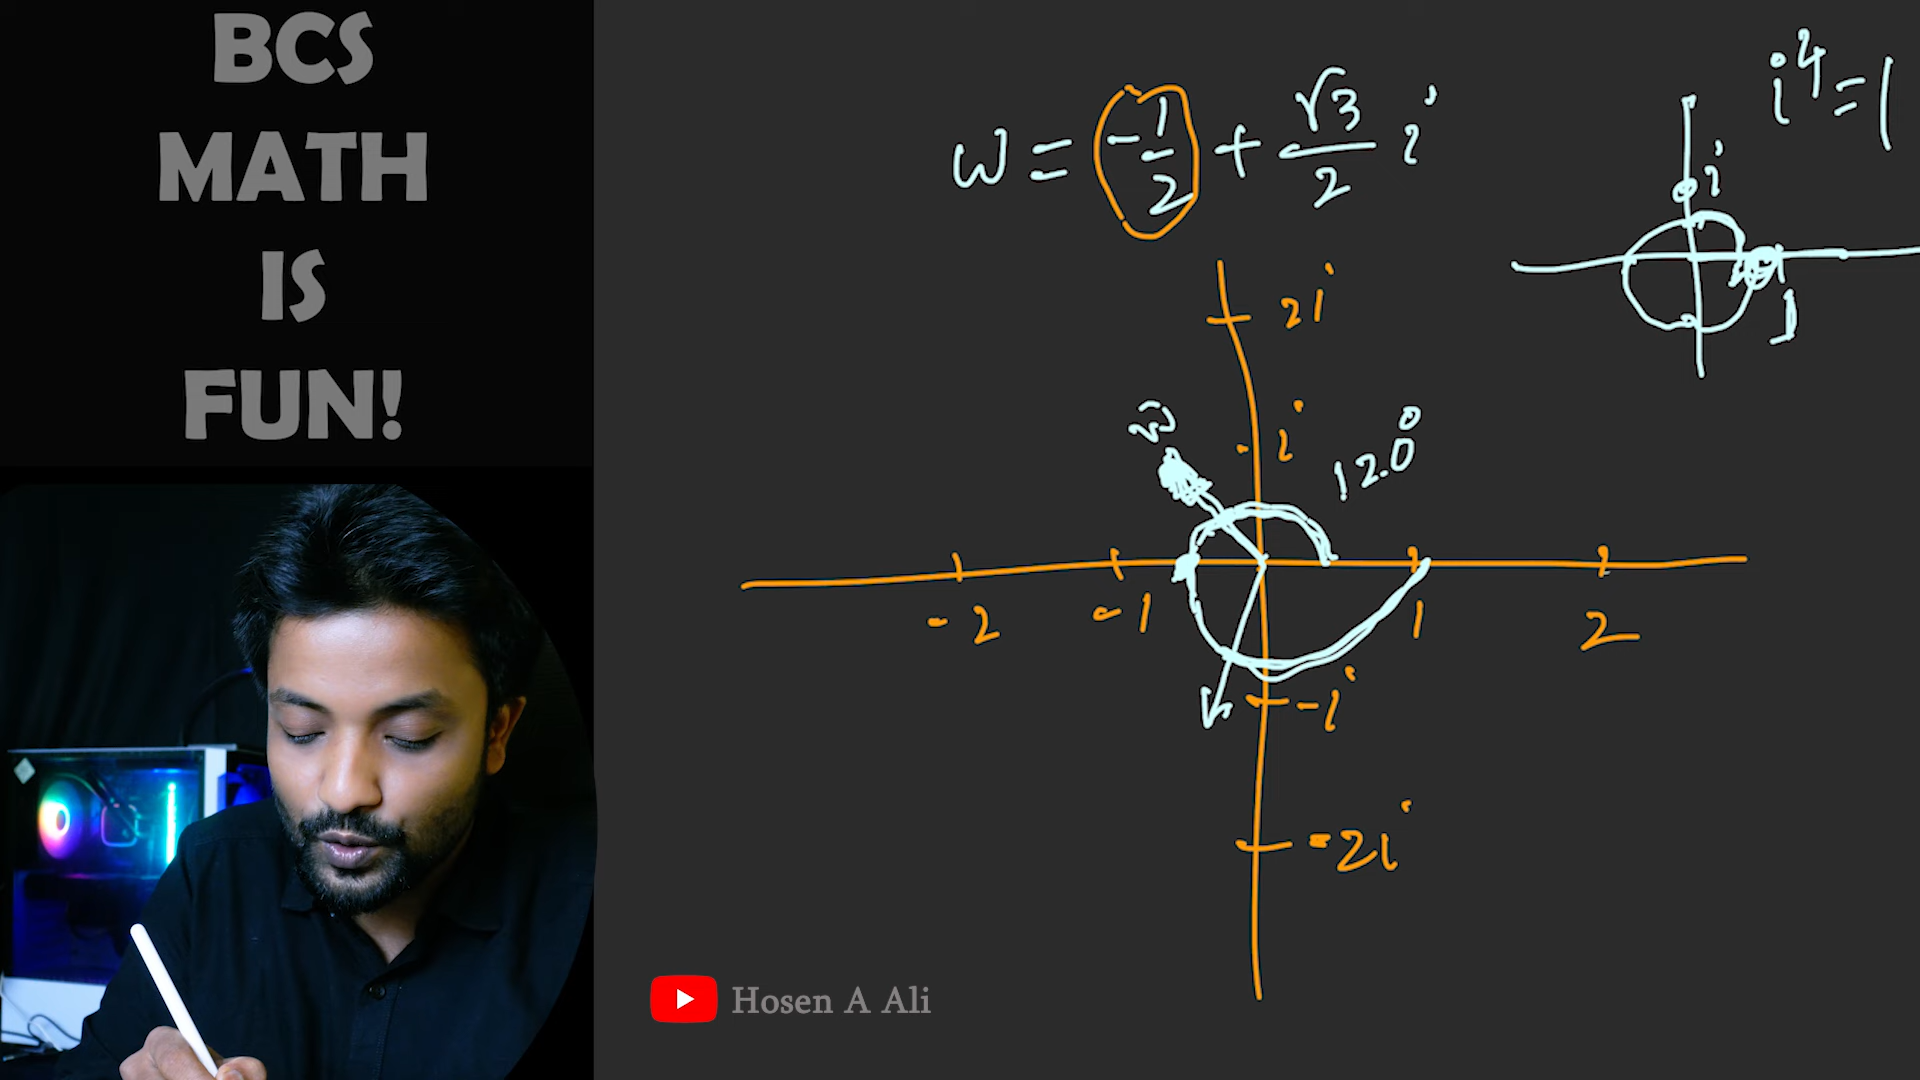 BCS
MATH
IS
FUN!
i⁴ = 1
ω = -1/2 + √3/2 i
i
1
2i
i
ω
120°
-2
-1
1
2
-i
-2i
Hosen A Ali